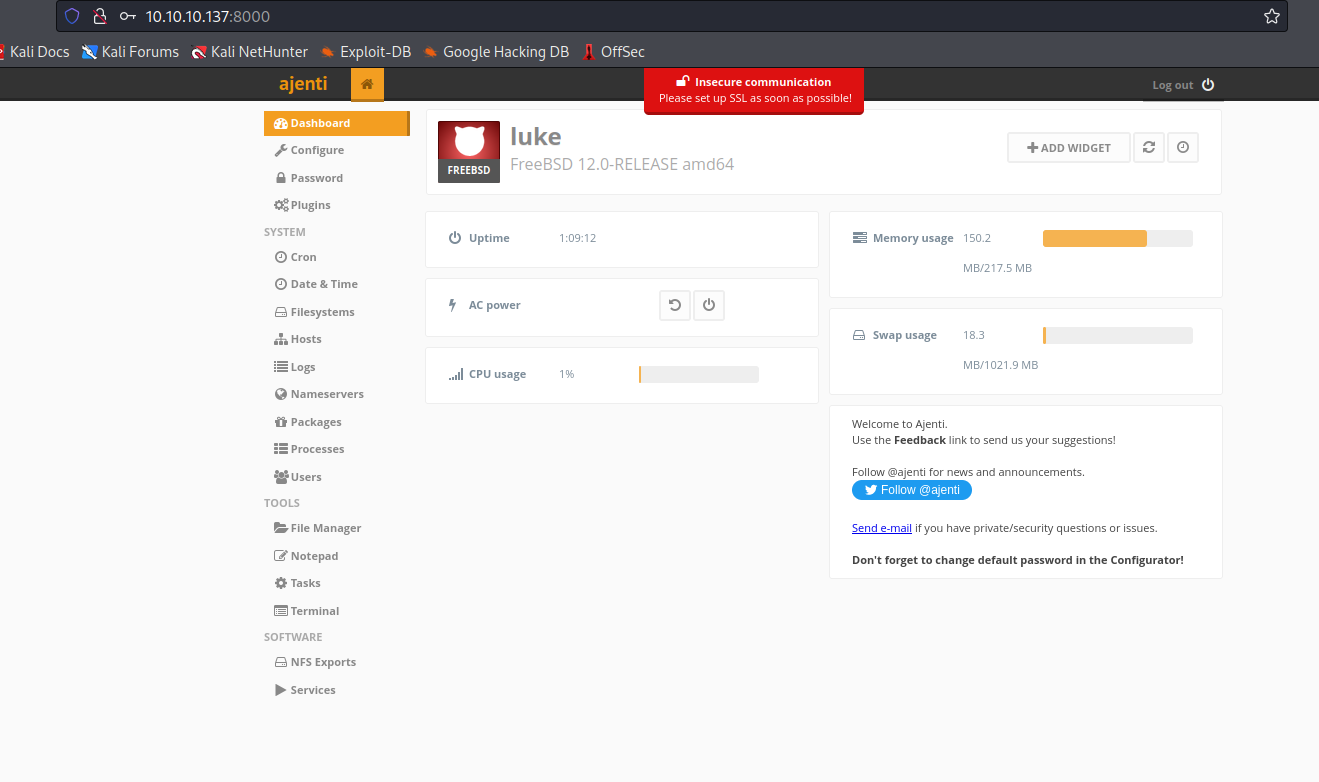 10.10.10.137:8000
Kali Docs Kali Forums Kali NetHunter Exploit-DB Google Hacking DB OffSec
ajenti
Insecure communication
Please set up SSL as soon as possible!
Log out
Dashboard
Configure
Password
Plugins
SYSTEM
Cron
Date & Time
Filesystems
Hosts
Logs
Nameservers
Packages
Processes
Users
TOOLS
File Manager
Notepad
Tasks
Terminal
SOFTWARE
NFS Exports
Services
FREEBSD
luke
FreeBSD 12.0-RELEASE amd64
ADD WIDGET
Uptime 1:09:12
AC power
CPU usage 1%
Memory usage 150.2
MB/217.5 MB
Swap usage 18.3
MB/1021.9 MB
Welcome to Ajenti.
Use the Feedback link to send us your suggestions!
Follow @ajenti for news and announcements.
Follow @ajenti
Send e-mail if you have private/security questions or issues.
Don't forget to change default password in the Configurator!